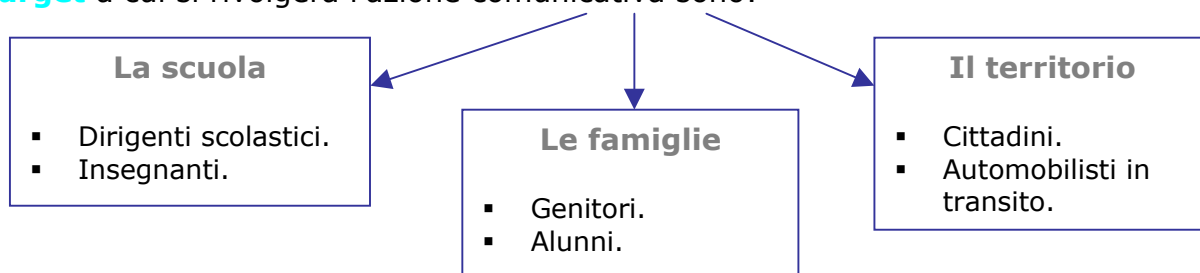 target a cui si rivolgerà l'azione comunicativa sono:
La scuola
▪ Dirigenti scolastici.
▪ Insegnanti.
Le famiglie
▪ Genitori.
▪ Alunni.
Il territorio
▪ Cittadini.
▪ Automobilisti in
transito.